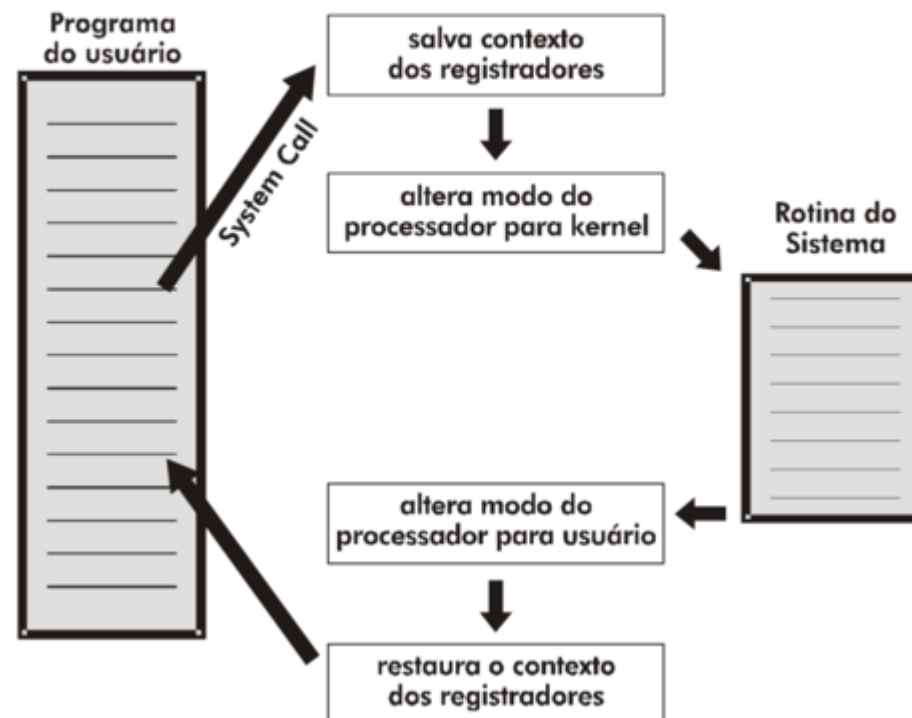 Programa
do usuário
salva contexto
dos registradores
System Call
altera modo do
processador para kernel
Rotina do
Sistema
altera modo do
processador para usuário
restaura o contexto
dos registradores